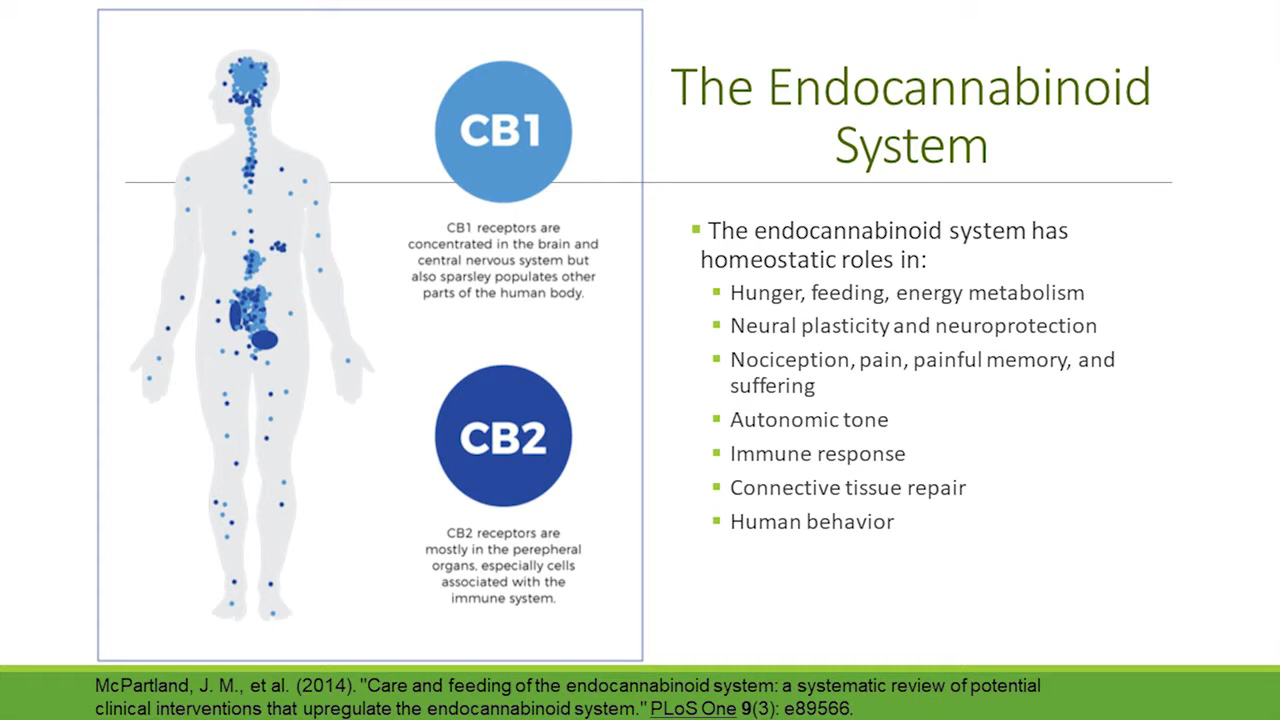 The Endocannabinoid
System
CB1
CB1 receptors are
concentrated in the brain and
central nervous system but
also sparsley populates other
parts of the human body.
CB2
CB2 receptors are
mostly in the perepheral
organs, especially cells
associated with the
immune system.
The endocannabinoid system has
homeostatic roles in:
Hunger, feeding, energy metabolism
Neural plasticity and neuroprotection
Nociception, pain, painful memory, and
suffering
Autonomic tone
Immune response
Connective tissue repair
Human behavior
McPartland, J. M., et al. (2014). "Care and feeding of the endocannabinoid system: a systematic review of potential
clinical interventions that upregulate the endocannabinoid system." PLoS One 9(3): e89566.